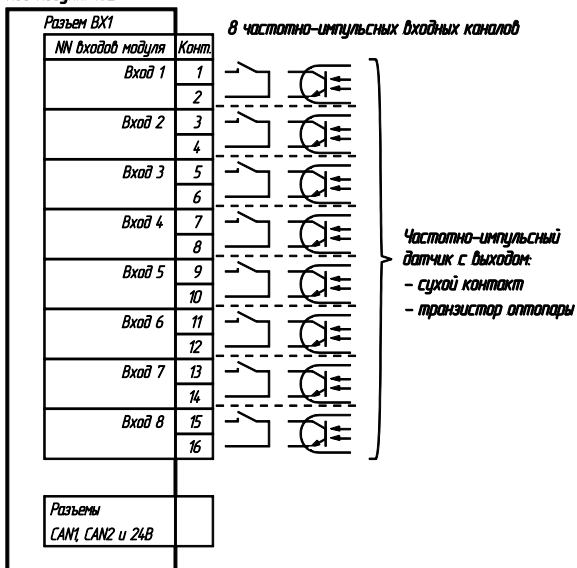 Разъем ВХ1
8 частотно-импульсных входных каналов
NN входов модуля Конт.
Вход 1 1
2
Вход 2 3
4
Вход 3 5
6
Вход 4 7
8
Вход 5 9
10
Вход 6 11
12
Вход 7 13
14
Вход 8 15
16
Частотно-импульсный
датчик с выходом:
- сухой контакт
- транзистор оптопары
Разъемы
CAN1, CAN2 и 24В